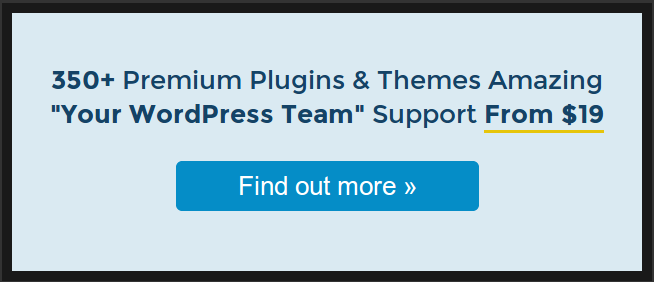 350+ Premium Plugins & Themes Amazing
"Your WordPress Team" Support From $19
Find out more »